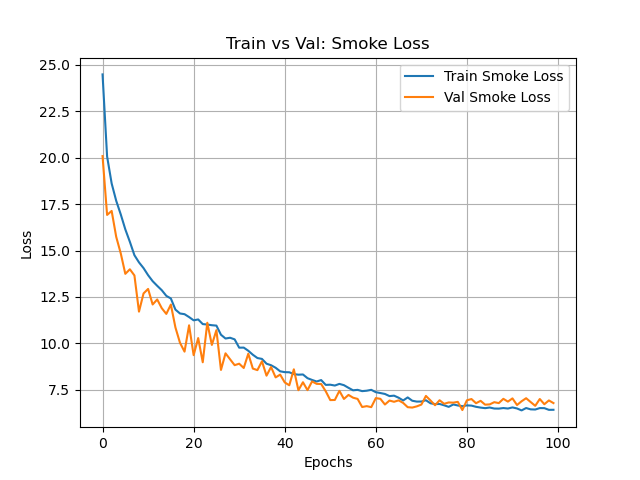 Train vs Val: Smoke Loss
Train Smoke Loss
Val Smoke Loss
25.0
22.5
20.0
17.5
15.0
12.5
10.0
7.5
Loss
0 20 40 60 80 100
Epochs